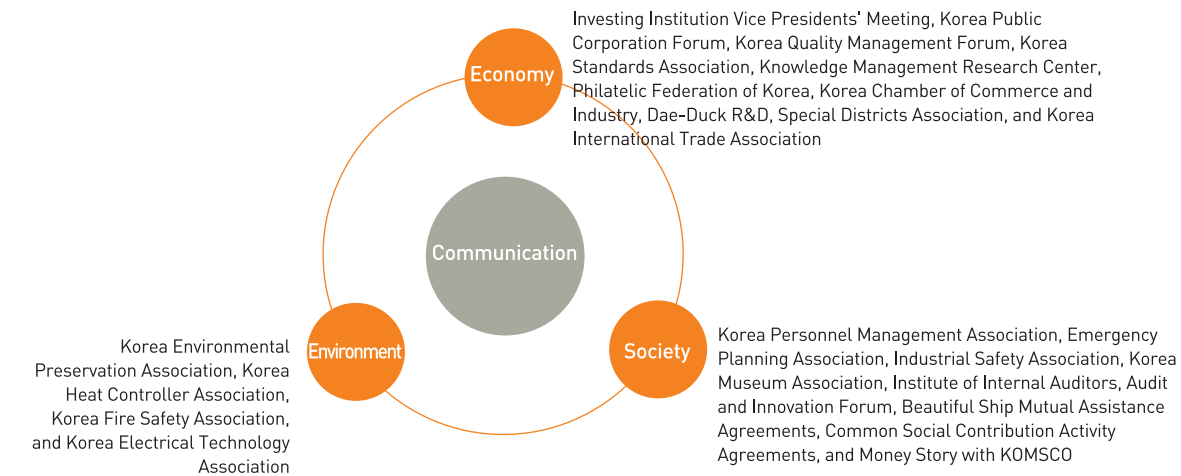 Economy
Investing Institution Vice Presidents' Meeting, Korea Public
Corporation Forum, Korea Quality Management Forum, Korea
Standards Association, Knowledge Management Research Center,
Philatelic Federation of Korea, Korea Chamber of Commerce and
Industry, Dae-Duck R&D, Special Districts Association, and Korea
International Trade Association
Communication
Environment
Korea Environmental
Preservation Association, Korea
Heat Controller Association,
Korea Fire Safety Association,
and Korea Electrical Technology
Association
Society
Korea Personnel Management Association, Emergency
Planning Association, Industrial Safety Association, Korea
Museum Association, Institute of Internal Auditors, Audit
and Innovation Forum, Beautiful Ship Mutual Assistance
Agreements, Common Social Contribution Activity
Agreements, and Money Story with KOMSCO